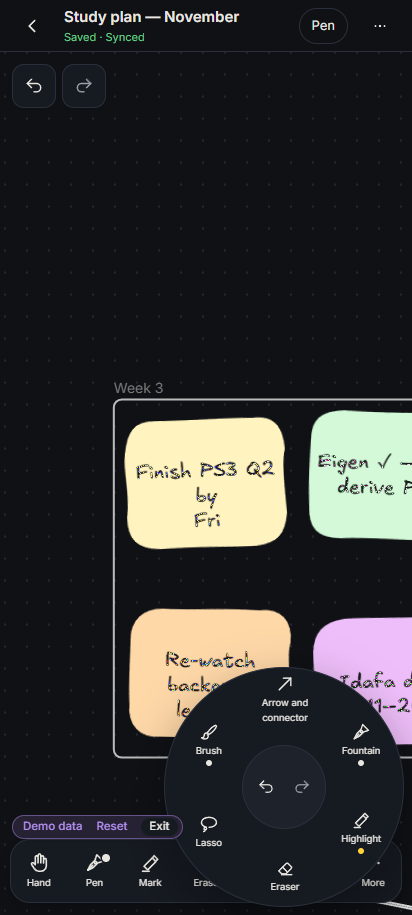 Study plan — November
Saved · Synced
Pen
Week 3
Finish PS3 Q2
by
Fri
Eigen ✓ —
derive
Re-watch
Idafa
Arrow and
connector
Brush
Fountain
Lasso
Highlight
Eraser
Demo data
Reset
Exit
Hand
Pen
Mark
More